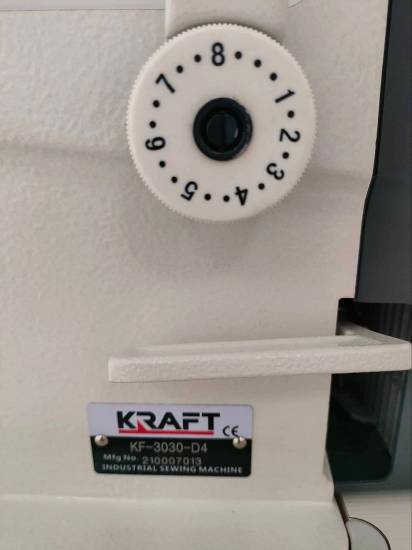 8
1
2
3
4
5
6
7
KRAFT CE
KF-3030-D4
Mfg No. 210007013
INDUSTRIAL SEWING MACHINE